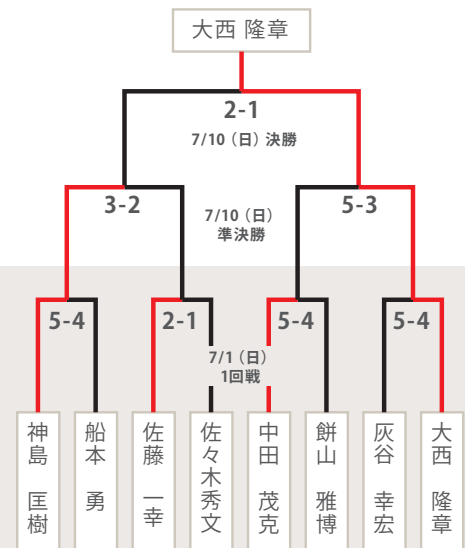 大西 隆章
2-1
7/10（日）決勝
3-2
7/10（日）
準決勝
5-3
5-4
2-1
5-4
5-4
7/1（日）
1回戦
神島 匡樹
船本 勇
佐藤 一幸
佐々木秀文
中田 茂克
餅山 雅博
灰谷 幸宏
大西 隆章